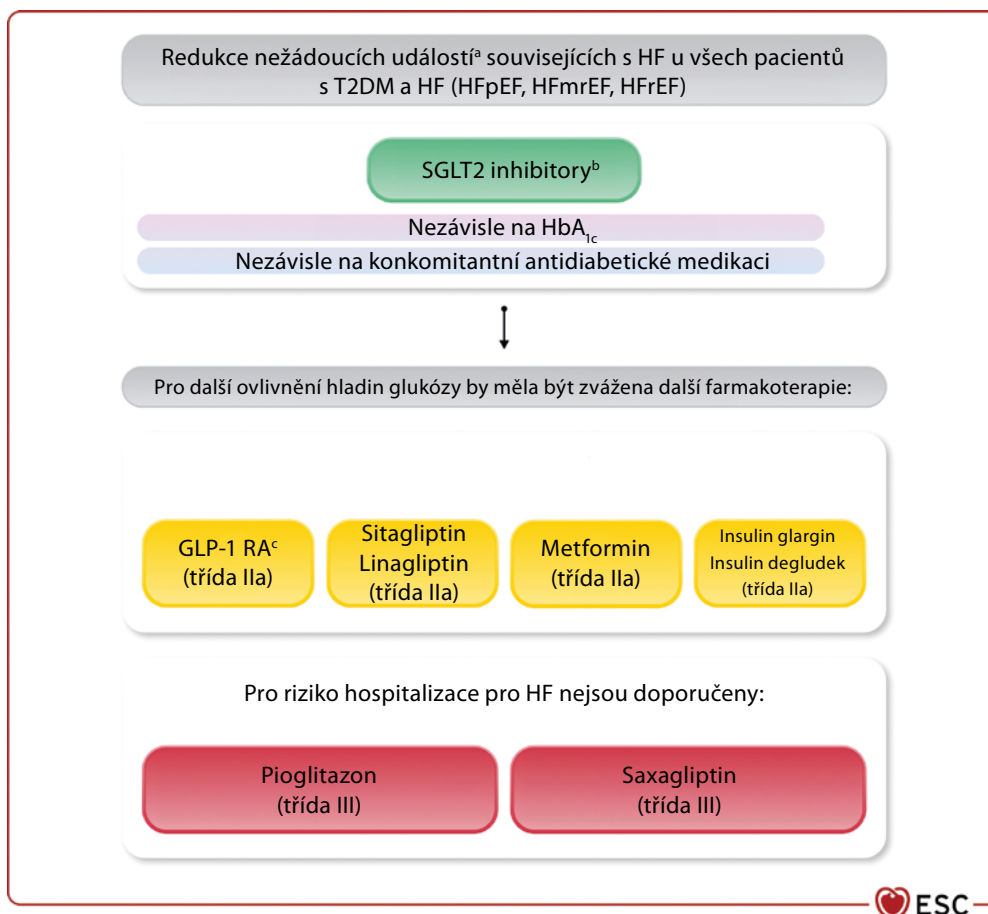 Redukce nežádoucích událostíᵃ souvisejících s HF u všech pacientů
s T2DM a HF (HFpEF, HFmrEF, HFrEF)
SGLT2 inhibitoryᵇ
Nezávisle na HbA1c
Nezávisle na konkomitantní antidiabetické medikaci
Pro další ovlivnění hladin glukózy by měla být zvážena další farmakoterapie:
GLP-1 RAᶜ
(třída IIa)
Sitagliptin
Linagliptin
(třída IIa)
Metformin
(třída IIa)
Insulin glargin
Insulin degludek
(třída IIa)
Pro riziko hospitalizace pro HF nejsou doporučeny:
Pioglitazon
(třída III)
Saxagliptin
(třída III)
ESC